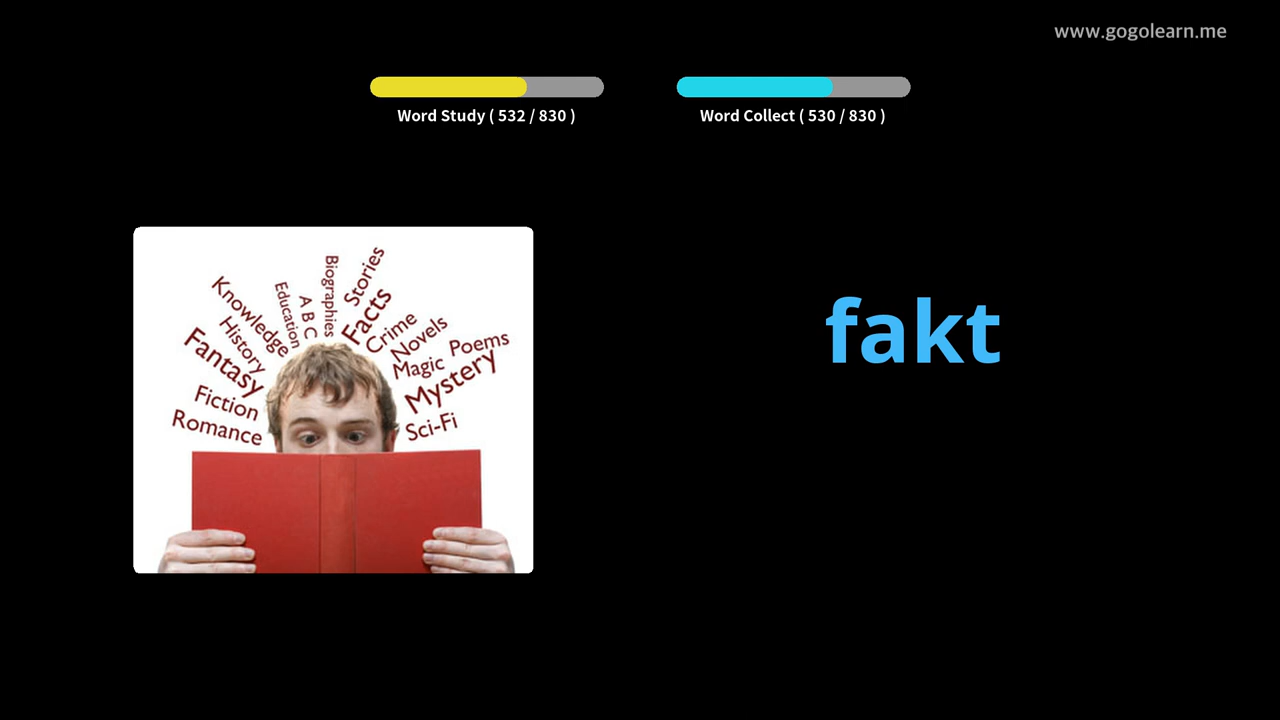 www.gogolearn.me
Word Study ( 532 / 830 )
Word Collect ( 530 / 830 )
Biographies
Stories
Education
A B C
Facts
Knowledge
Crime
History
Novels
Fantasy
Magic
Poems
Mystery
Fiction
Romance
Sci-Fi
fakt